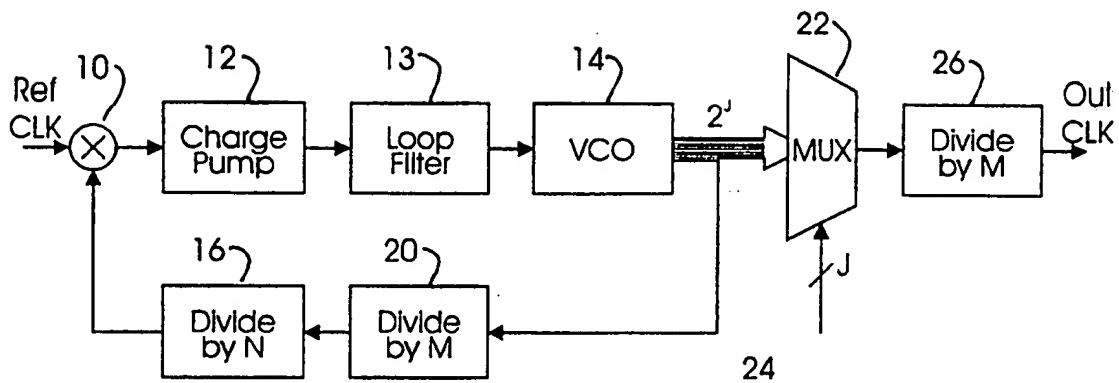 10
12
13
14
22
26
Ref
CLK
Charge
Pump
Loop
Filter
VCO
2^J
MUX
Divide
by M
Out
CLK
16
20
J
Divide
by N
Divide
by M
24